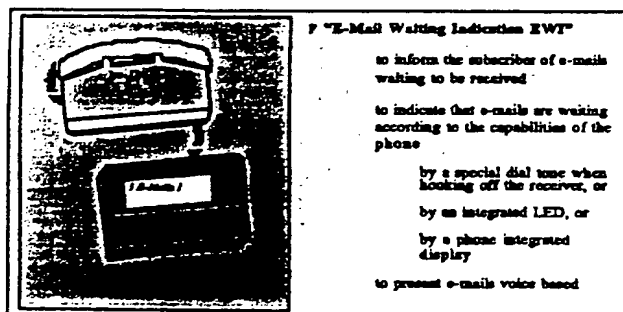 "E-Mail Waiting Indication EWI"
to inform the subscriber of e-mails
waiting to be received
to indicate that e-mails are waiting
according to the capabilities of the
phone
by a special dial tone when
hooking off the receiver, or
by an integrated LED, or
by a phone integrated
display
to present e-mails voice based